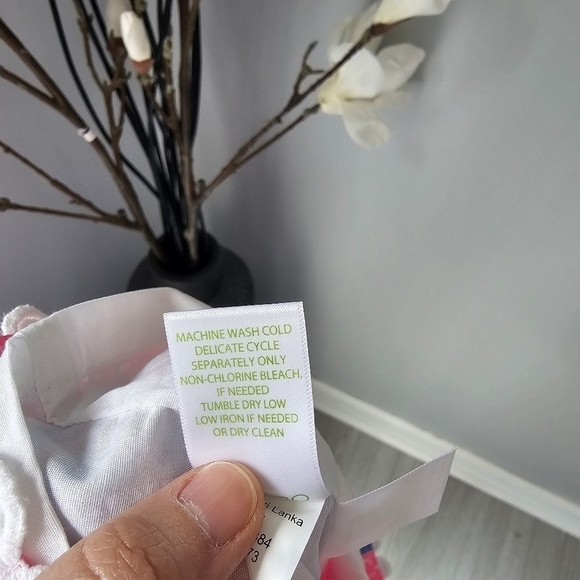 MACHINE WASH COLD
DELICATE CYCLE
SEPARATELY ONLY
NON-CHLORINE BLEACH,
IF NEEDED
TUMBLE DRY LOW
LOW IRON IF NEEDED
OR DRY CLEAN
Lanka